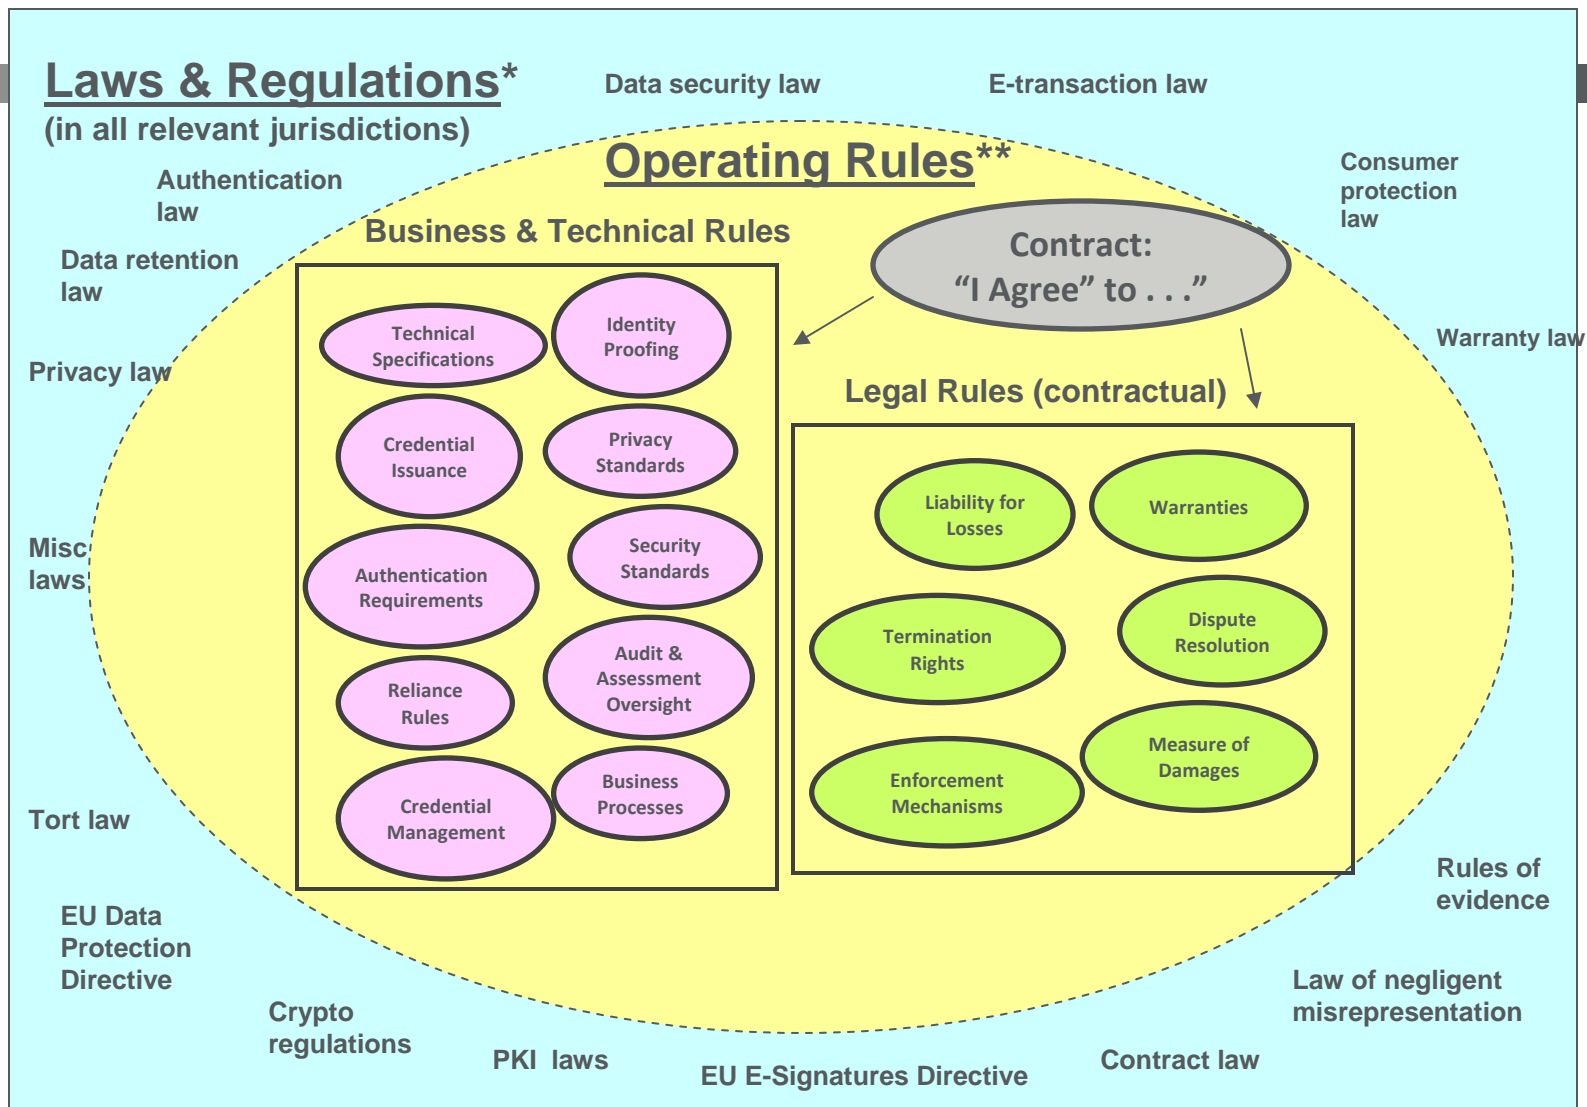 Laws & Regulations*
(in all relevant jurisdictions)
Data security law
E-transaction law
Authentication
law
Data retention
law
Privacy law
Misc
laws
Tort law
EU Data
Protection
Directive
Crypto
regulations
PKI laws
EU E-Signatures Directive
Contract law
Law of negligent
misrepresentation
Rules of
evidence
Warranty law
Consumer
protection
law
Operating Rules**
Business & Technical Rules
Technical
Specifications
Identity
Proofing
Credential
Issuance
Privacy
Standards
Authentication
Requirements
Security
Standards
Reliance
Rules
Audit &
Assessment
Oversight
Credential
Management
Business
Processes
Contract:
“I Agree” to . . .”
Legal Rules (contractual)
Liability for
Losses
Warranties
Termination
Rights
Dispute
Resolution
Enforcement
Mechanisms
Measure of
Damages